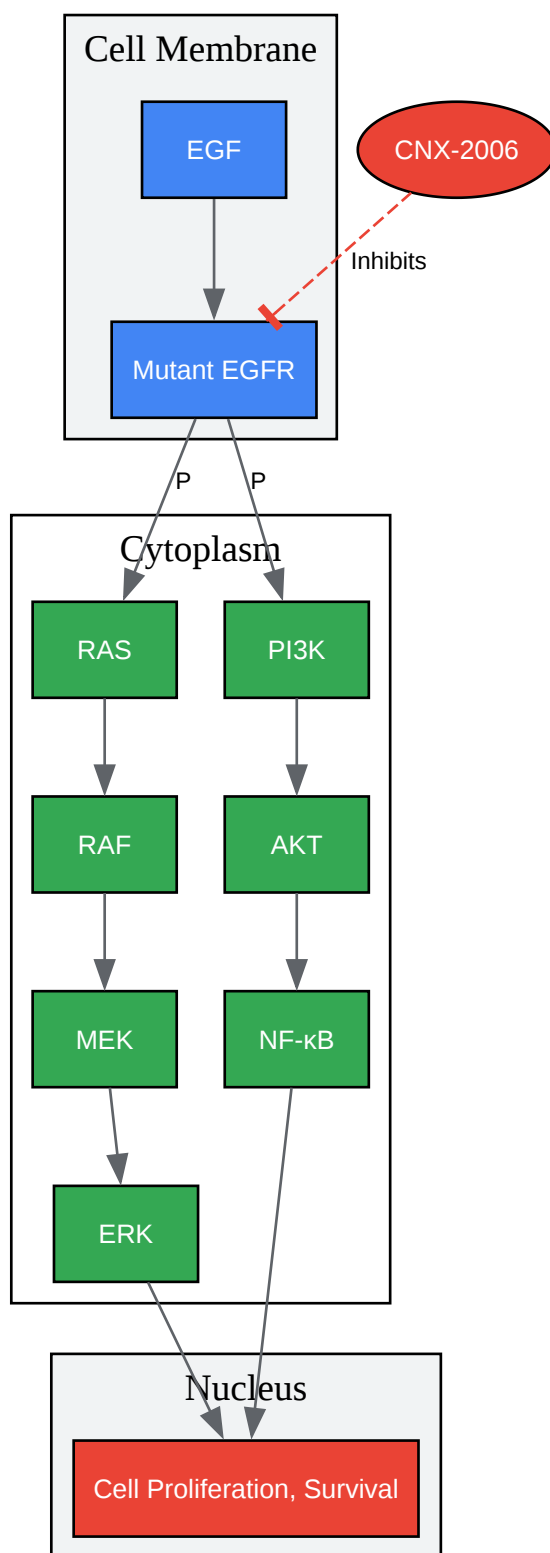 Cell Membrane
EGF
CNX-2006
Inhibits
Mutant EGFR
P
P
Cytoplasm
RAS
PI3K
RAF
AKT
MEK
NF-κB
ERK
Nucleus
Cell Proliferation, Survival